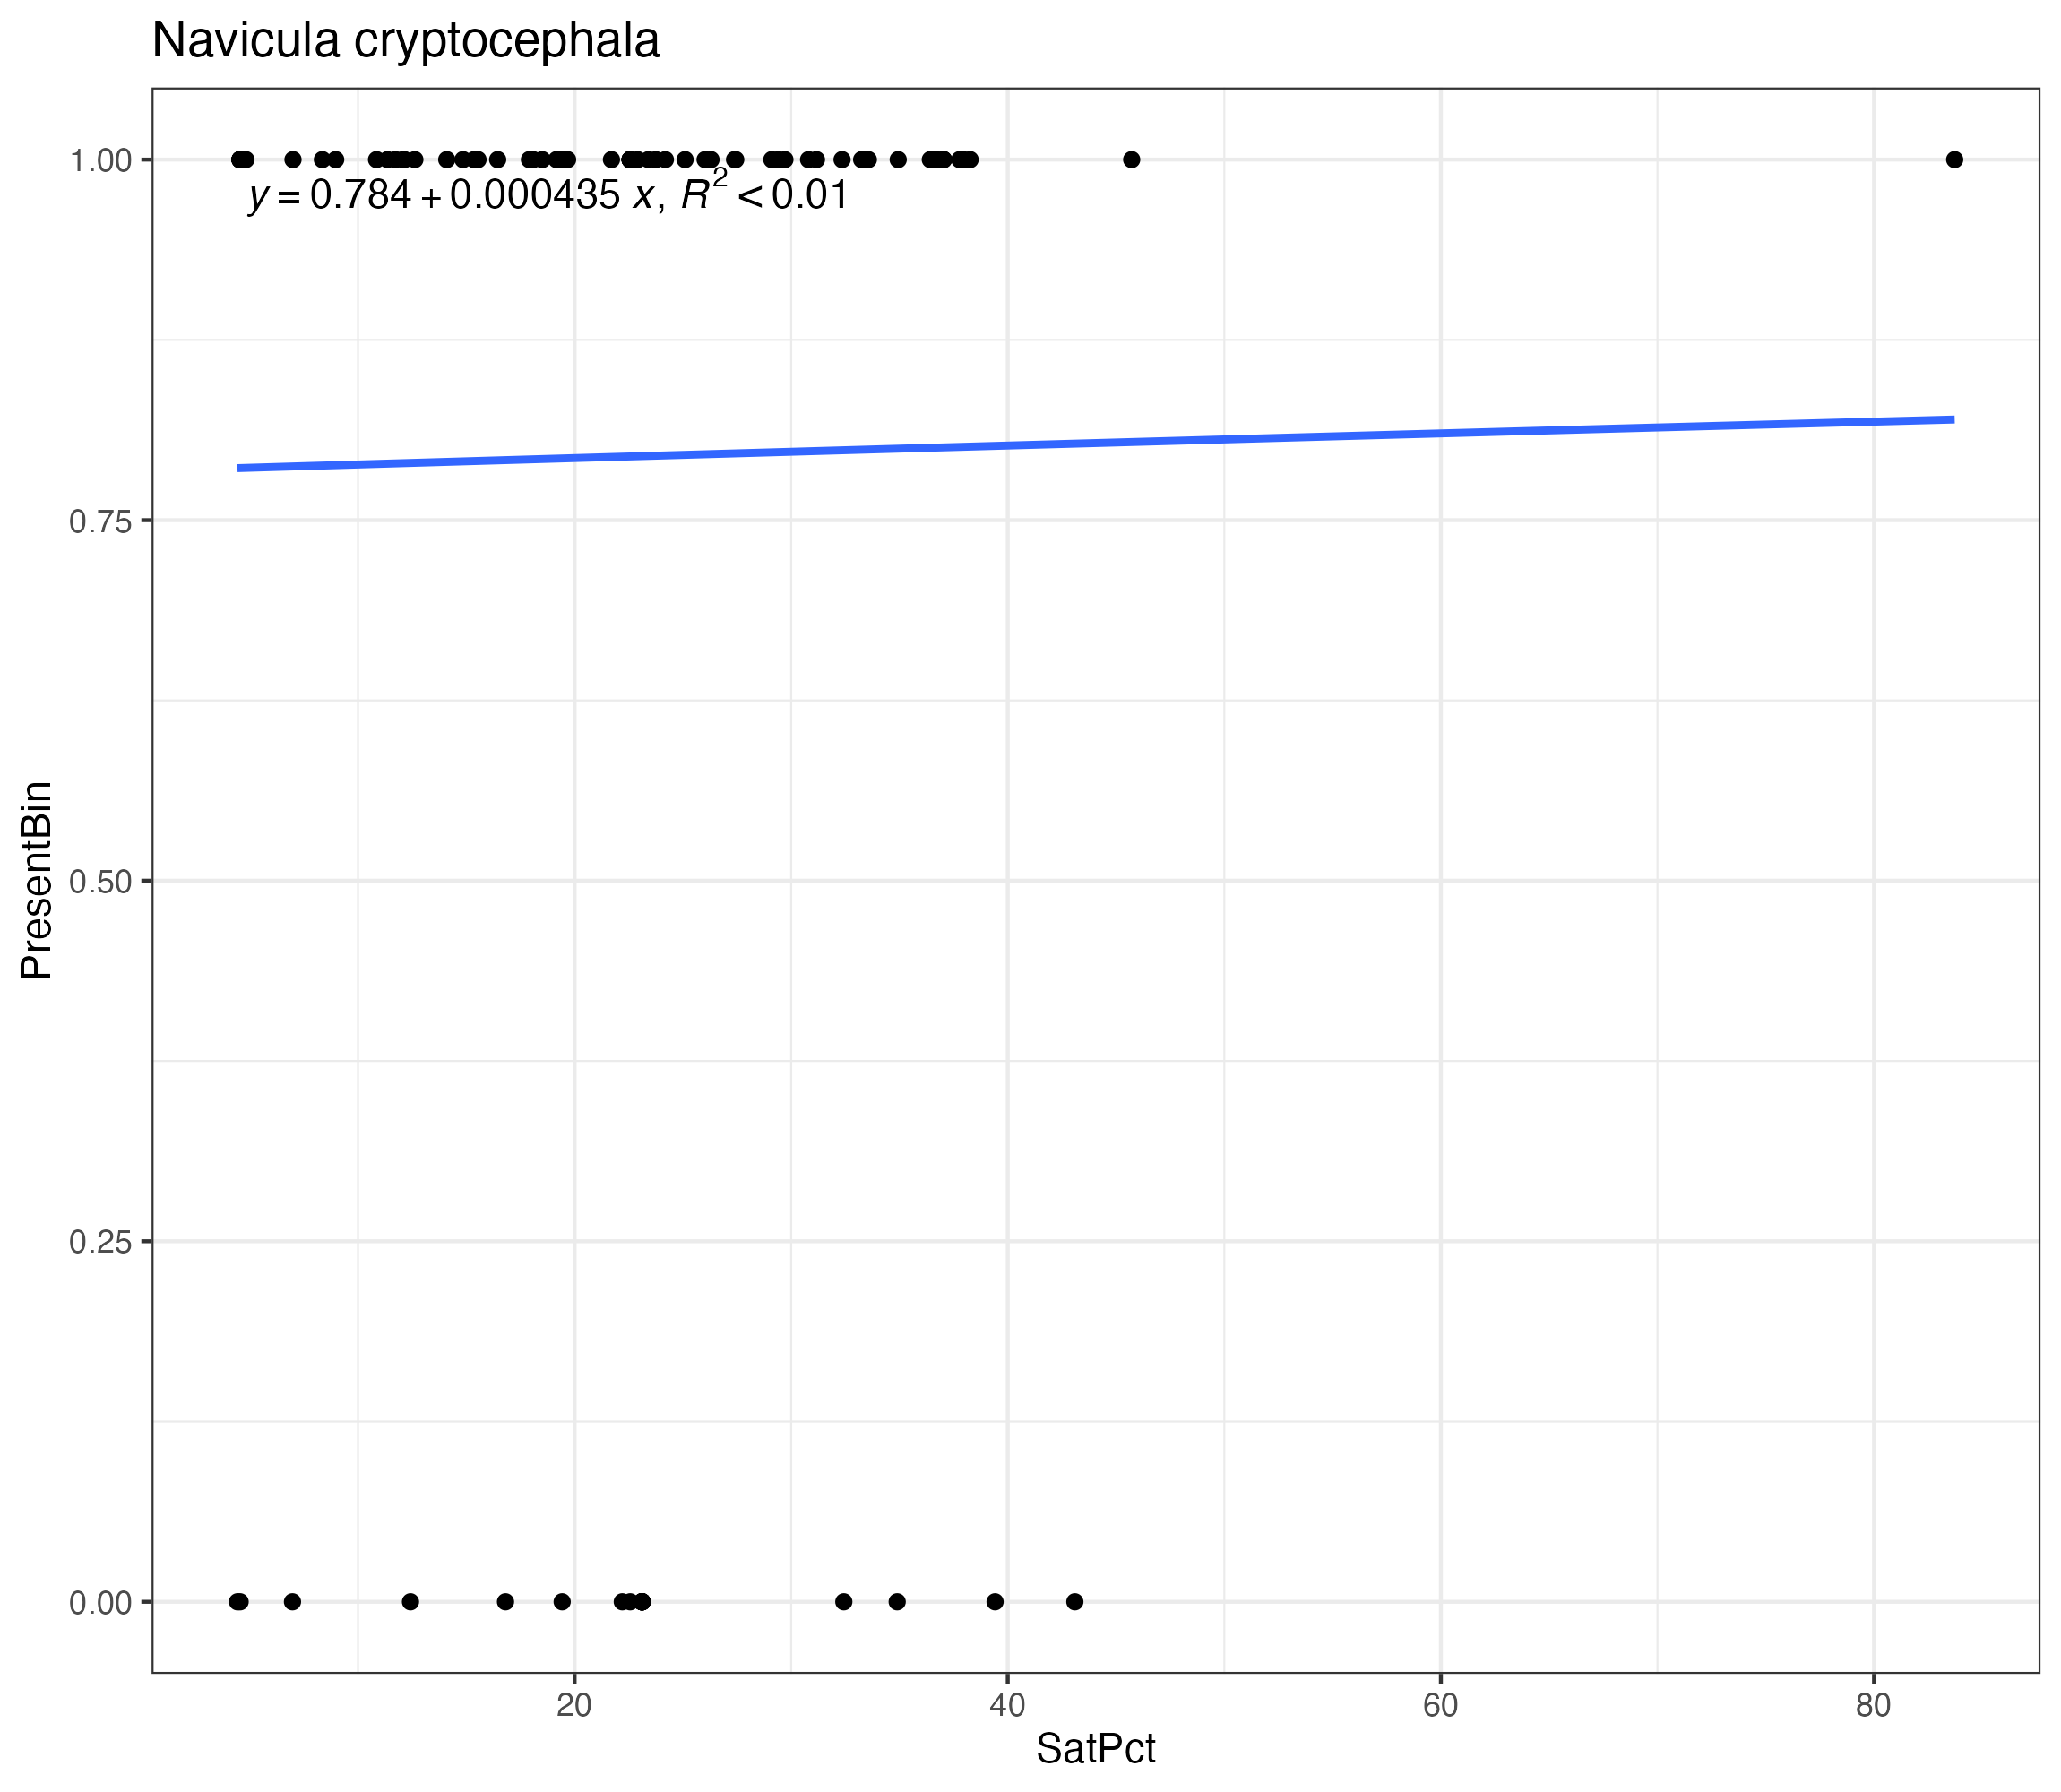 Navicula cryptocephala
1.00
y = 0.784 + 0.000435 x, R² < 0.01
0.75
0.50
0.25
0.00
PresentBin
20 40 60 80
SatPct